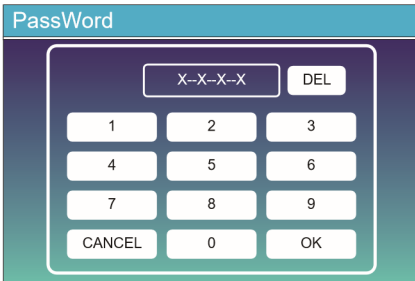 PassWord
X--X--X--X DEL
1 2 3
4 5 6
7 8 9
CANCEL 0 OK